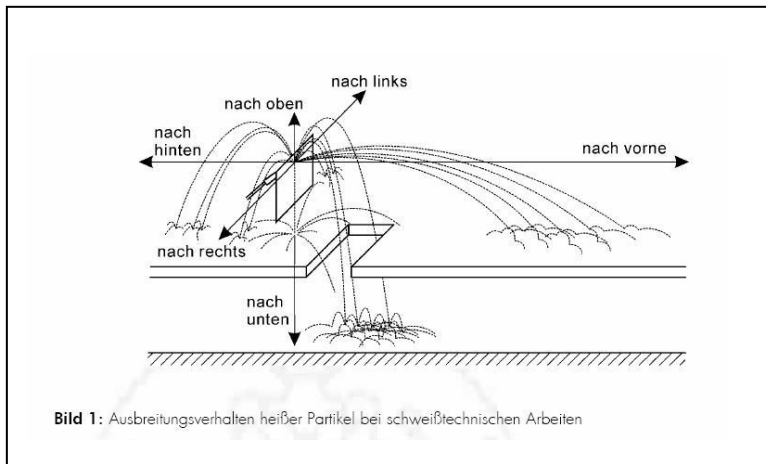 nach links
nach oben
nach
hinten
nach vorne
nach rechts
nach
unten
Bild 1: Ausbreitungsverhalten heißer Partikel bei schweißtechnischen Arbeiten